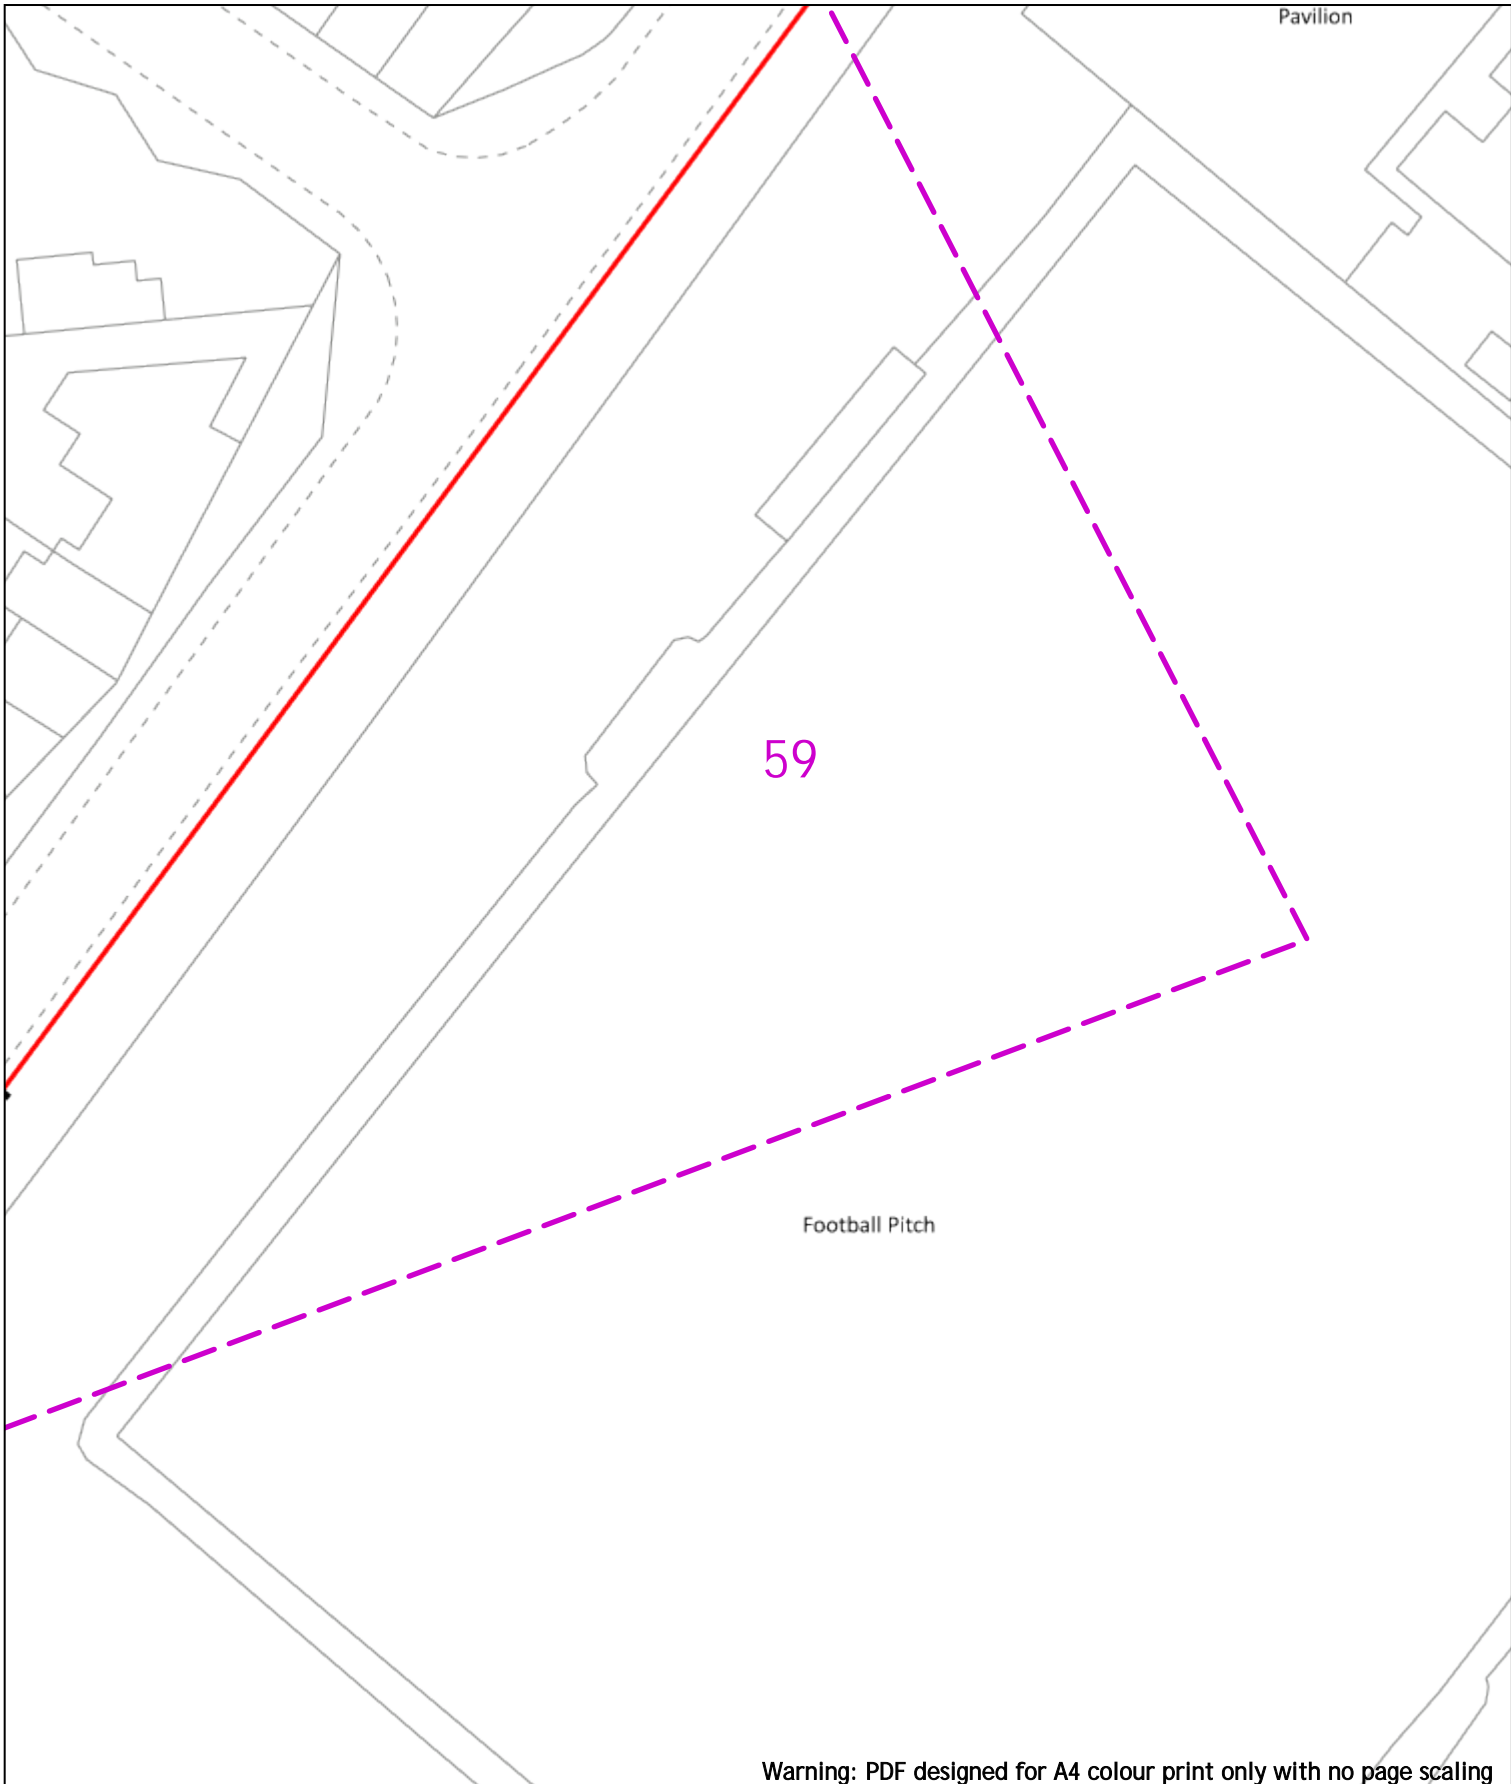 Pavilion
59
Football Pitch
Warning: PDF designed for A4 colour print only with no page scaling